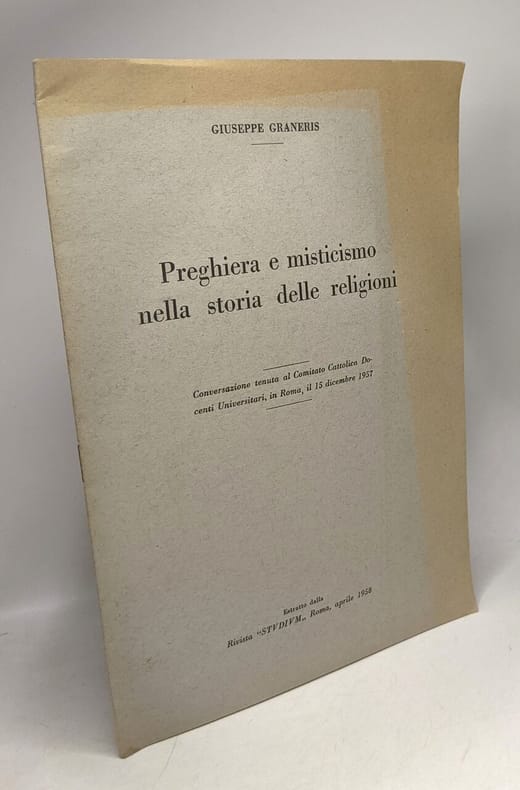 GIUSEPPE GRANERIS
Preghiera e misticismo
nella storia delle religioni
Conversazione tenuta al Comitato Cattolico Do-
centi Universitari, in Roma, il 15 dicembre 1957
Estratto dalla
Rivista “STVDIVM„ Roma, aprile 1958